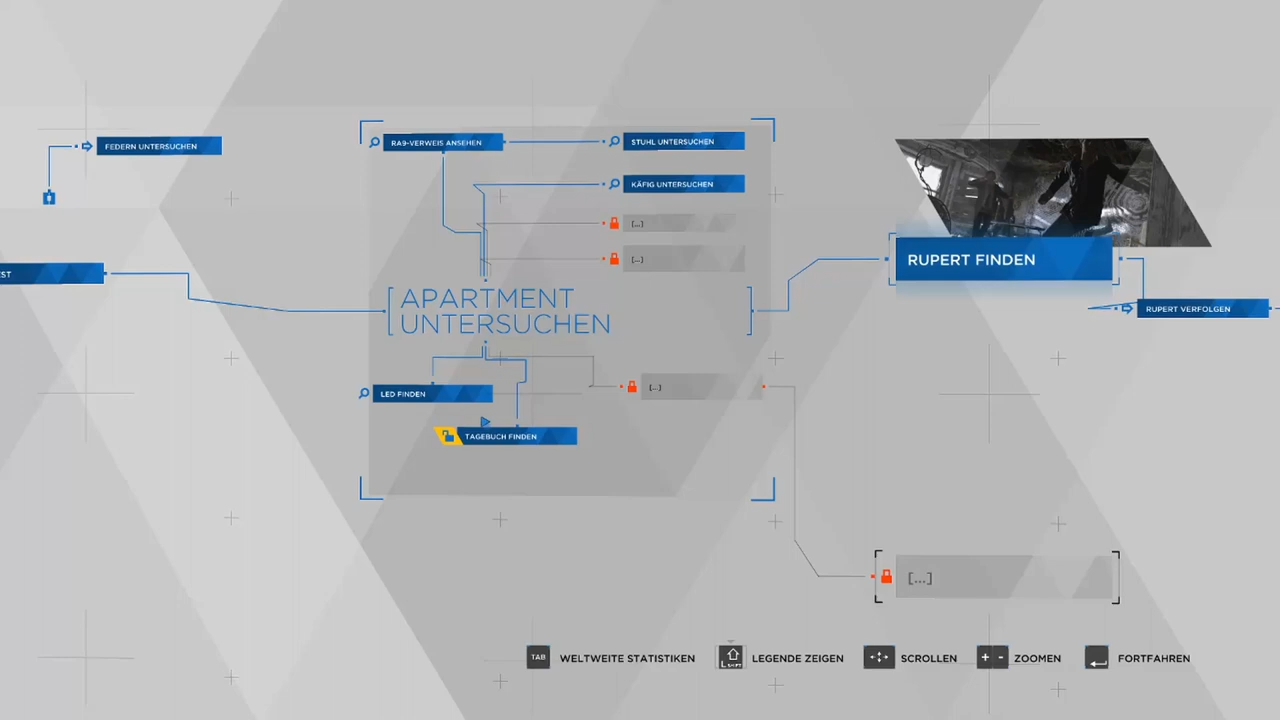 RA9-VERWEIS ANSEHEN
STUHL UNTERSUCHEN
FEDERN UNTERSUCHEN
KÄFIG UNTERSUCHEN
[...]
[...]
RUPERT FINDEN
EST
APARTMENT
UNTERSUCHEN
RUPERT VERFOLGEN
LED FINDEN
[...]
TAGEBUCH FINDEN
[...]
TAB WELTWEITE STATISTIKEN
LEGENDE ZEIGEN
SCROLLEN
+ - ZOOMEN
FORTFAHREN